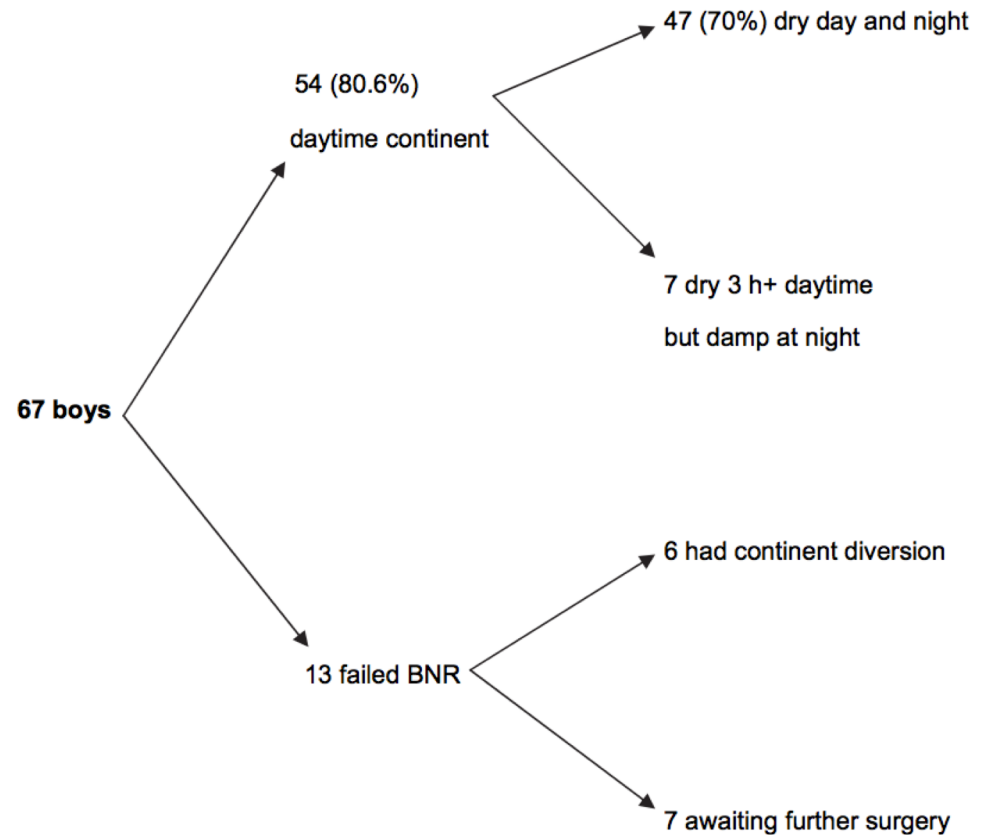 47 (70%) dry day and night
54 (80.6%)
daytime continent
7 dry 3 h+ daytime
but damp at night
67 boys
6 had continent diversion
13 failed BNR
7 awaiting further surgery